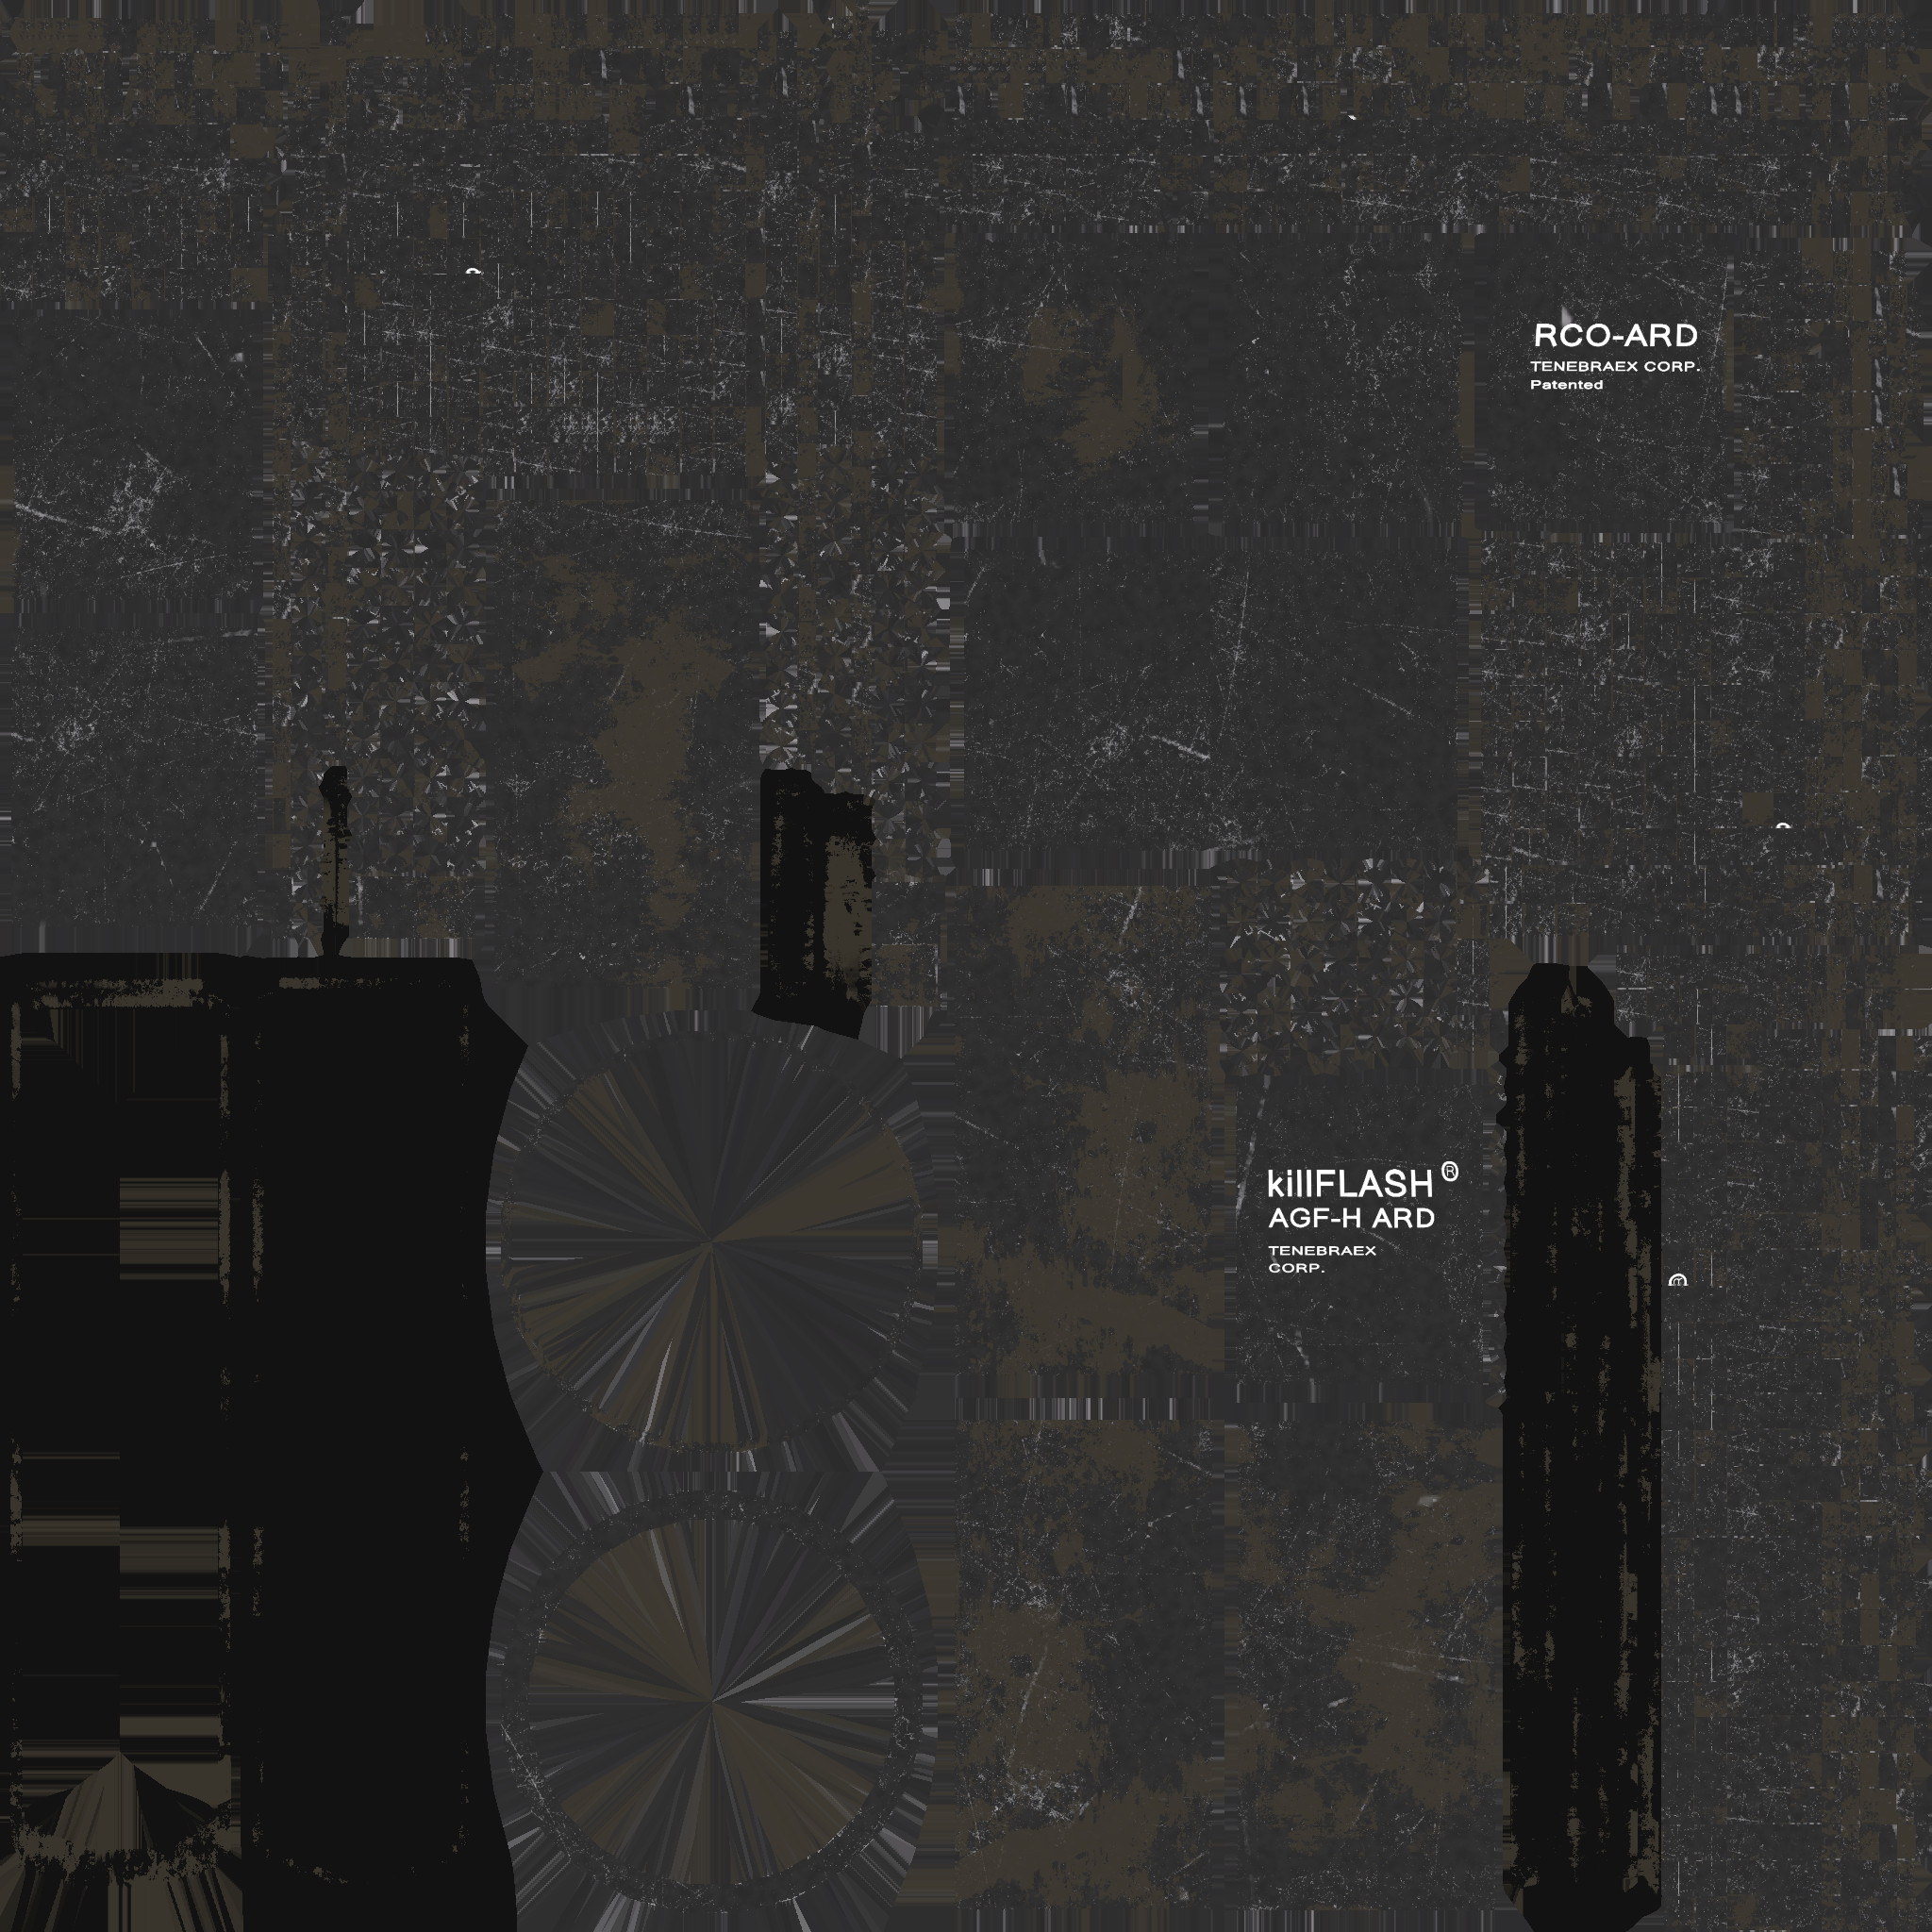 RCO-ARD
TENEBRAEX CORP.
Patented
killFLASH ®
AGF-H ARD
TENEBRAEX
CORP.